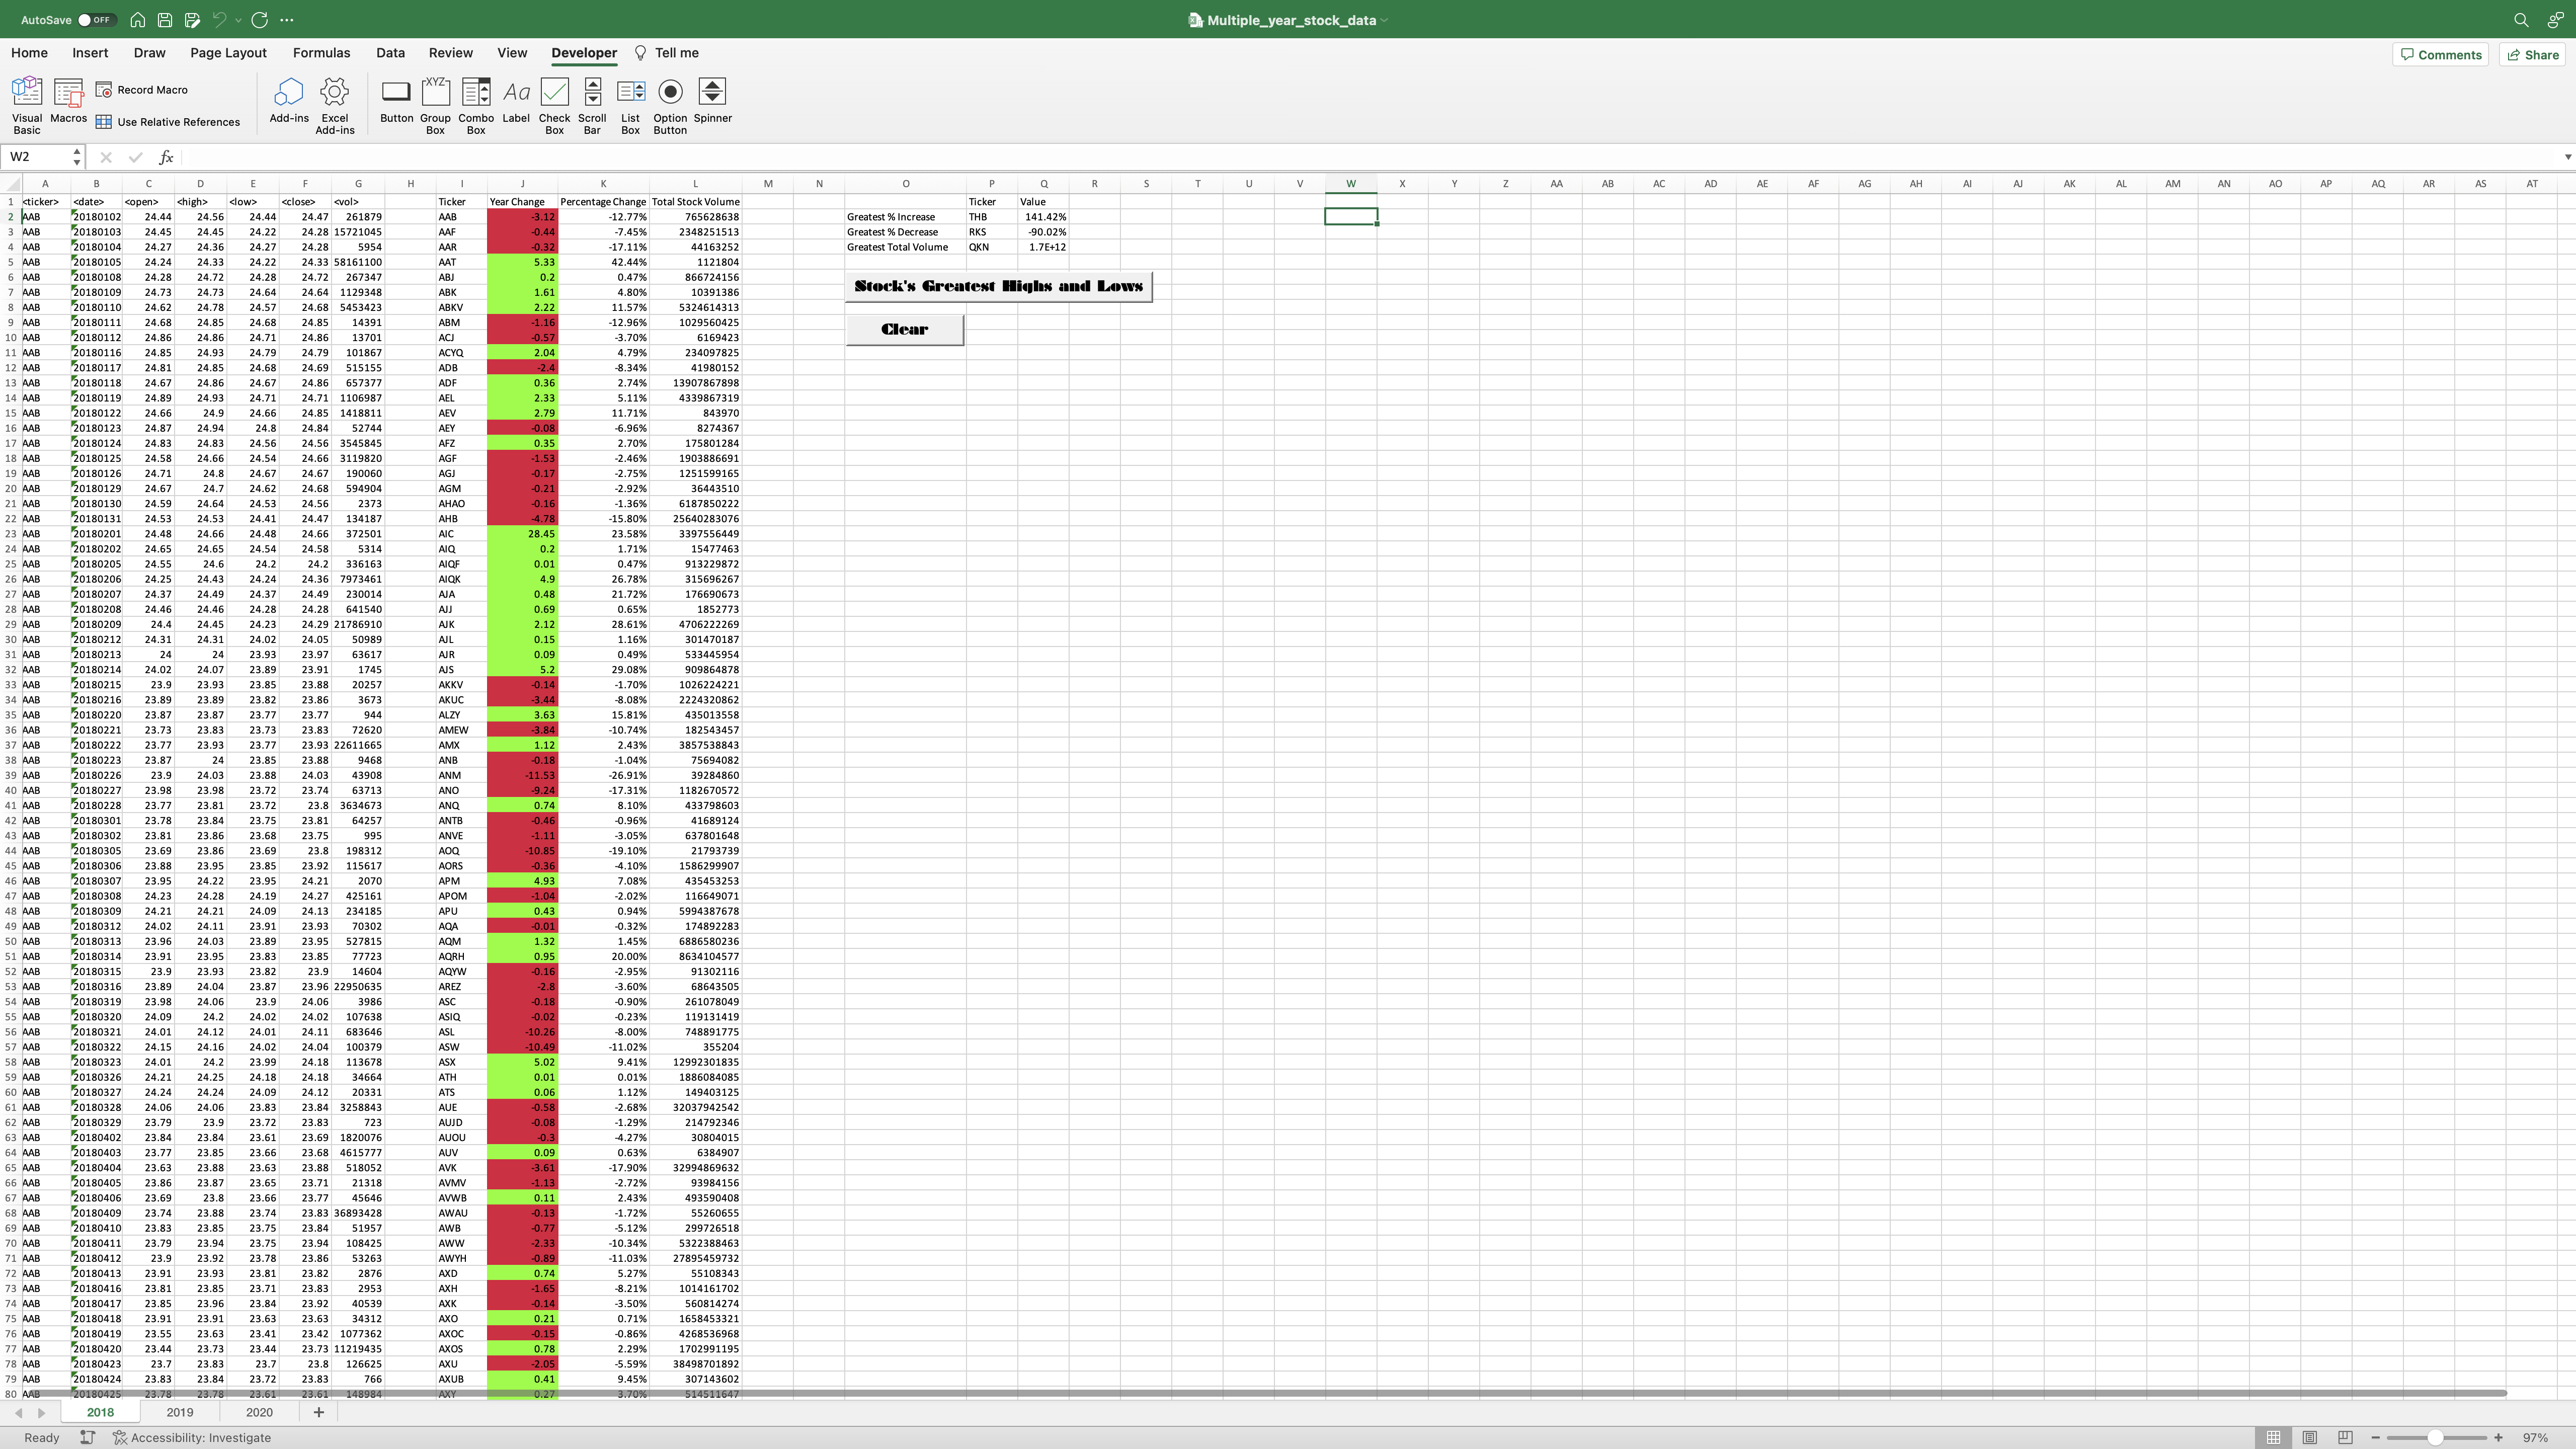 AutoSave OFF Multiple_year_stock_data
Home Insert Draw Page Layout Formulas Data Review View Developer Tell me Comments Share
Record Macro
Use Relative References
Visual Basic Macros Add-ins Excel Add-ins Button Group Box Combo Box Label Check Box Scroll Bar List Box Option Button Spinner
W2 fx
A B C D E F G H I J K L M N O P Q R S T U V W X Y Z AA AB AC AD AE AF AG AH AI AJ AK AL AM AN AO AP AQ AR AS AT
1 <ticker> <date> <open> <high> <low> <close> <vol> Ticker Year Change Percentage Change Total Stock Volume Ticker Value
2 AAB 20180102 24.44 24.56 24.44 24.47 261879 AAB -3.12 -12.77% 765628638 Greatest % Increase THB 141.42%
3 AAB 20180103 24.45 24.45 24.22 24.28 15721045 AAF -0.44 -7.45% 2348251513 Greatest % Decrease RKS -90.02%
4 AAB 20180104 24.27 24.27 24.27 24.28 5954 AAR -0.32 -17.11% 44163252 Greatest Total Volume QKN 1.7E+12
5 AAB 20180105 24.24 24.33 24.22 24.33 58161100 AAT 5.33 42.44% 1121804
6 AAB 20180108 24.28 24.72 24.28 24.72 267347 ABJ 0.2 0.47% 866724156
7 AAB 20180109 24.73 24.73 24.64 24.64 1129348 ABK 1.61 4.80% 10391386 Stock's Greatest Highs and Lows
8 AAB 20180110 24.62 24.78 24.57 24.68 5453423 ABKV 2.22 11.57% 5324614313
9 AAB 20180111 24.68 24.85 24.68 24.85 14391 ABM -1.16 -12.96% 1029560425
10 AAB 20180112 24.86 24.86 24.71 24.86 13701 ACJ -0.57 -3.70% 6169423 Clear
11 AAB 20180116 24.85 24.93 24.79 24.79 101867 ACYQ 2.04 4.79% 234097825
12 AAB 20180117 24.81 24.85 24.68 24.69 515155 ADB -2.4 -8.34% 41980152
13 AAB 20180118 24.67 24.86 24.67 24.86 657377 ADF 0.36 2.74% 13907867898
14 AAB 20180119 24.89 24.93 24.71 24.71 1106987 AEL 2.33 5.11% 4339867319
15 AAB 20180122 24.66 24.9 24.66 24.85 1418811 AEV 2.79 11.71% 843970
16 AAB 20180123 24.87 24.94 24.8 24.84 52744 AEY -0.08 -6.96% 8274367
17 AAB 20180124 24.83 24.83 24.56 24.56 3545845 AFZ 0.35 2.70% 175801284
18 AAB 20180125 24.58 24.66 24.54 24.66 3119820 AGF -1.53 -2.46% 1903886691
19 AAB 20180126 24.71 24.8 24.67 24.67 190060 AGJ -0.17 -2.75% 1251599165
20 AAB 20180129 24.67 24.7 24.62 24.68 594904 AGM -0.21 -2.92% 36443510
21 AAB 20180130 24.59 24.64 24.53 24.56 2373 AHAO -0.16 -1.36% 6187850222
22 AAB 20180131 24.53 24.53 24.41 24.47 134187 AHB -4.78 -15.80% 25640283076
23 AAB 20180201 24.48 24.66 24.48 24.66 372501 AIC 28.45 23.58% 3397556449
24 AAB 20180202 24.65 24.65 24.54 24.58 5314 AIQ 0.2 1.71% 15477463
25 AAB 20180205 24.55 24.6 24.2 24.2 336163 AIQF 0.01 0.47% 913229872
26 AAB 20180206 24.25 24.43 24.24 24.36 7973461 AIQK 4.9 26.78% 315696267
27 AAB 20180207 24.37 24.49 24.37 24.49 230014 AJA 0.48 21.72% 176690673
28 AAB 20180208 24.46 24.46 24.28 24.28 641540 AJJ 0.69 0.65% 1852773
29 AAB 20180209 24.4 24.45 24.23 24.29 21786910 AJK 2.12 28.61% 4706222269
30 AAB 20180212 24.31 24.31 24.02 24.05 50989 AJL 0.15 1.16% 301470187
31 AAB 20180213 24 24 23.93 23.97 63617 AJR 0.09 0.49% 533445954
32 AAB 20180214 24.02 24.07 23.89 23.91 1745 AJS 5.2 29.08% 909864878
33 AAB 20180215 23.9 23.93 23.85 23.88 20257 AKKV -0.14 -1.70% 1026224221
34 AAB 20180216 23.89 23.89 23.82 23.86 3673 AKUC -3.44 -8.08% 2224320862
35 AAB 20180220 23.87 23.87 23.77 23.77 944 ALZY 3.63 15.81% 435013558
36 AAB 20180221 23.73 23.83 23.73 23.83 72620 AMEW -3.84 -10.74% 182543457
37 AAB 20180222 23.77 23.93 23.77 23.93 22611665 AMX 1.12 2.43% 3857538843
38 AAB 20180223 23.87 24 23.85 23.88 9468 ANB -0.18 -1.04% 75694082
39 AAB 20180226 23.9 24.03 23.88 24.03 43908 ANM -11.53 -26.91% 39284860
40 AAB 20180227 23.98 23.98 23.72 23.74 63713 ANO -9.24 -17.31% 1182670572
41 AAB 20180228 23.77 23.81 23.72 23.8 3634673 ANQ 0.74 8.10% 433798603
42 AAB 20180301 23.78 23.84 23.75 23.81 64257 ANTB -0.46 -0.96% 41689124
43 AAB 20180302 23.81 23.86 23.68 23.75 995 ANVE -1.11 -3.05% 637801648
44 AAB 20180305 23.69 23.86 23.69 23.8 198312 AOQ -10.85 -19.10% 21793739
45 AAB 20180306 23.88 23.95 23.85 23.92 115617 AORS -0.36 -4.10% 1586299907
46 AAB 20180307 23.95 24.22 23.95 24.21 2070 APM 4.93 7.08% 435453253
47 AAB 20180308 24.23 24.28 24.19 24.27 425161 APOM -1.04 -2.02% 116649071
48 AAB 20180309 24.21 24.21 24.09 24.13 234185 APU 0.43 0.94% 5994387678
49 AAB 20180312 24.02 24.11 23.91 23.93 70302 AQA -0.01 -0.32% 174892283
50 AAB 20180313 23.96 24.03 23.89 23.95 527815 AQM 1.32 1.45% 6886580236
51 AAB 20180314 23.91 23.95 23.83 23.85 77723 AQRH 0.95 20.00% 8634104577
52 AAB 20180315 23.9 23.93 23.82 23.9 14604 AQYW -0.16 -2.95% 91302116
53 AAB 20180316 23.89 24.04 23.87 23.96 22950635 AREZ -2.8 -3.60% 68643505
54 AAB 20180319 23.98 24.06 23.9 24.06 3986 ASC -0.18 -0.90% 261078049
55 AAB 20180320 24.09 24.2 24.02 24.02 107638 ASIQ -0.02 -0.23% 119131419
56 AAB 20180321 24.01 24.12 24.01 24.11 683646 ASL -10.26 -8.00% 748891775
57 AAB 20180322 24.15 24.16 24.02 24.04 100379 ASW -10.49 -11.02% 355204
58 AAB 20180323 24.01 24.2 23.99 24.18 113678 ASX 5.02 9.41% 12992301835
59 AAB 20180326 24.21 24.25 24.18 24.18 34664 ATH 0.01 0.01% 1886084085
60 AAB 20180327 24.24 24.24 24.09 24.12 20331 ATS 0.06 1.12% 149403125
61 AAB 20180328 24.06 24.06 23.83 23.84 3258843 AUE -0.58 -2.68% 32037942542
62 AAB 20180329 23.79 23.9 23.72 23.83 723 AUJD -0.08 -1.29% 214792346
63 AAB 20180402 23.84 23.84 23.61 23.69 1820076 AUOU -0.3 -4.27% 30804015
64 AAB 20180403 23.77 23.85 23.66 23.68 4615777 AUV 0.09 0.63% 6384907
65 AAB 20180404 23.63 23.88 23.63 23.88 518052 AVK -3.61 -17.90% 32994869632
66 AAB 20180405 23.86 23.87 23.65 23.71 21318 AVMV -1.13 -2.72% 93984156
67 AAB 20180406 23.69 23.8 23.66 23.77 45646 AVWB 0.11 2.43% 493590408
68 AAB 20180409 23.74 23.88 23.74 23.83 36893428 AWAU -0.13 -1.72% 55260655
69 AAB 20180410 23.83 23.85 23.75 23.84 51957 AWB -0.77 -5.12% 299726518
70 AAB 20180411 23.79 23.94 23.75 23.94 108425 AWW -2.33 -10.34% 5322388463
71 AAB 20180412 23.9 23.92 23.78 23.86 53263 AWYH -0.89 -11.03% 27895459732
72 AAB 20180413 23.91 23.93 23.81 23.82 2876 AXD 0.74 5.27% 55108343
73 AAB 20180416 23.81 23.85 23.71 23.83 2953 AXH -1.65 -8.21% 1014161702
74 AAB 20180417 23.85 23.96 23.84 23.92 40539 AXK -0.14 -3.50% 560814274
75 AAB 20180418 23.91 23.91 23.63 23.63 34312 AXO 0.21 0.71% 1658453321
76 AAB 20180419 23.55 23.63 23.41 23.42 1077362 AXOC -0.15 -0.86% 4268536968
77 AAB 20180420 23.44 23.73 23.44 23.73 11219435 AXOS 0.78 2.29% 1702991195
78 AAB 20180423 23.7 23.83 23.7 23.8 126625 AXU -2.05 -5.59% 38498701892
79 AAB 20180424 23.83 23.84 23.72 23.83 766 AXUB 0.41 9.45% 307143602
80 AAB 20180425 23.78 23.78 23.61 23.61 148984 AXY 0.27 3.70% 514511647
2018 2019 2020 +
Ready Accessibility: Investigate 97%